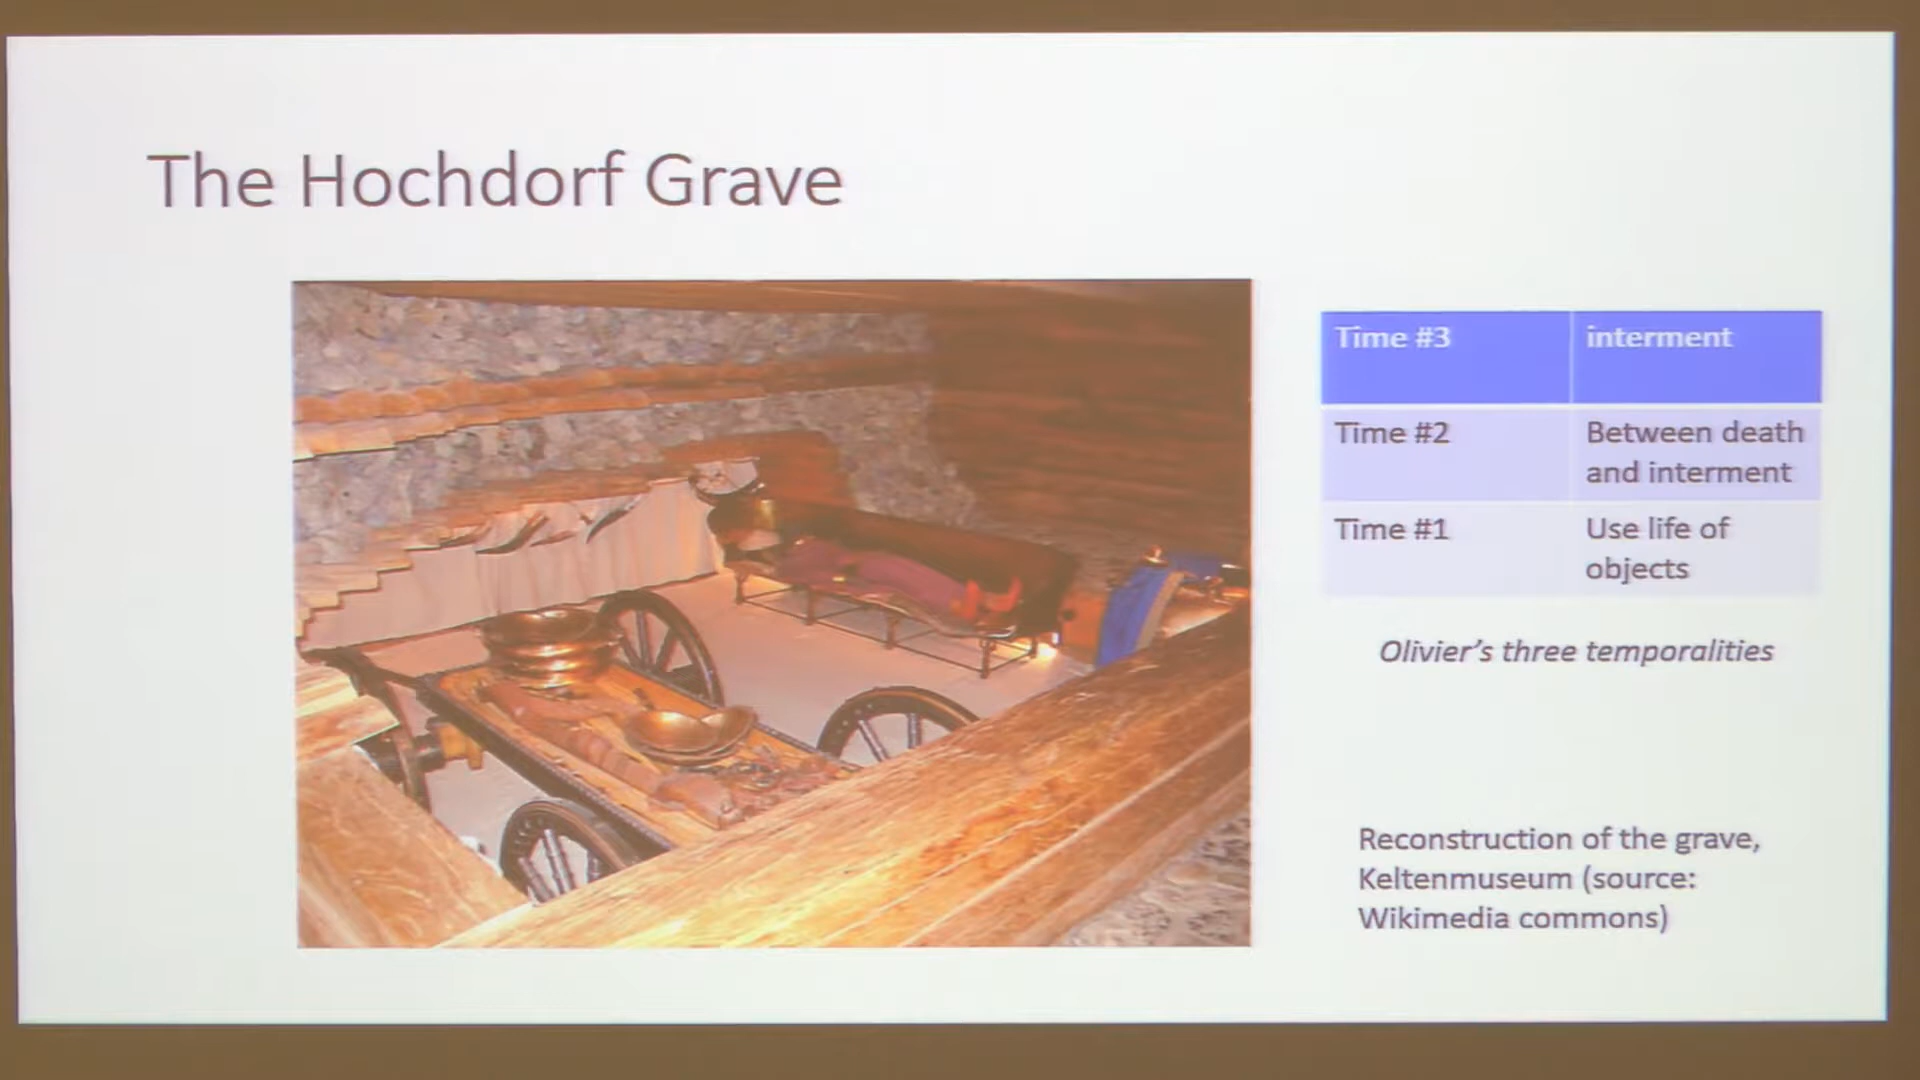 The Hochdorf Grave
Time #3 interment
Time #2 Between death
and interment
Time #1 Use life of
objects
Olivier's three temporalities
Reconstruction of the grave,
Keltenmuseum (source:
Wikimedia commons)